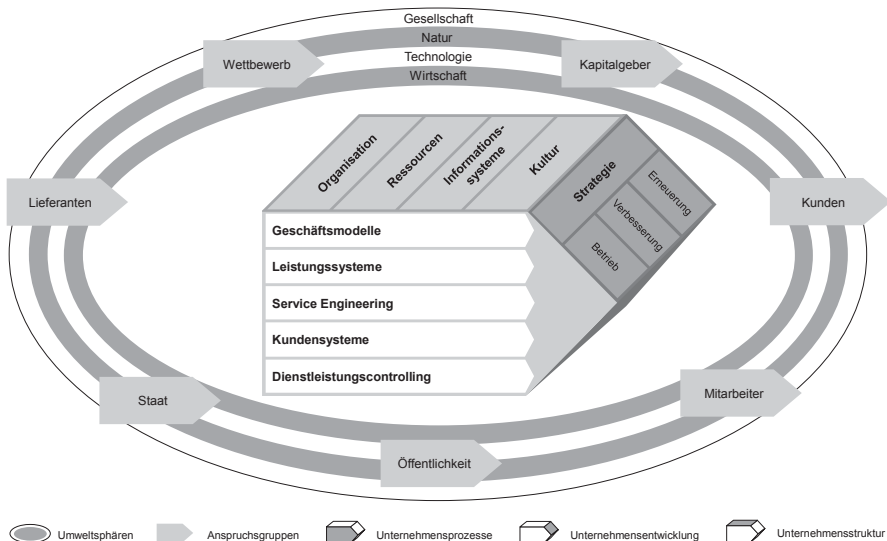 Gesellschaft
Natur
Technologie
Wirtschaft
Wettbewerb
Kapitalgeber
Lieferanten
Kunden
Organisation
Ressourcen
Informations-
systeme
Kultur
Strategie
Erneuerung
Verbesserung
Betrieb
Geschäftsmodelle
Leistungssysteme
Service Engineering
Kundensysteme
Dienstleistungscontrolling
Staat
Mitarbeiter
Öffentlichkeit
Umweltsphären
Anspruchsgruppen
Unternehmensprozesse
Unternehmensentwicklung
Unternehmensstruktur